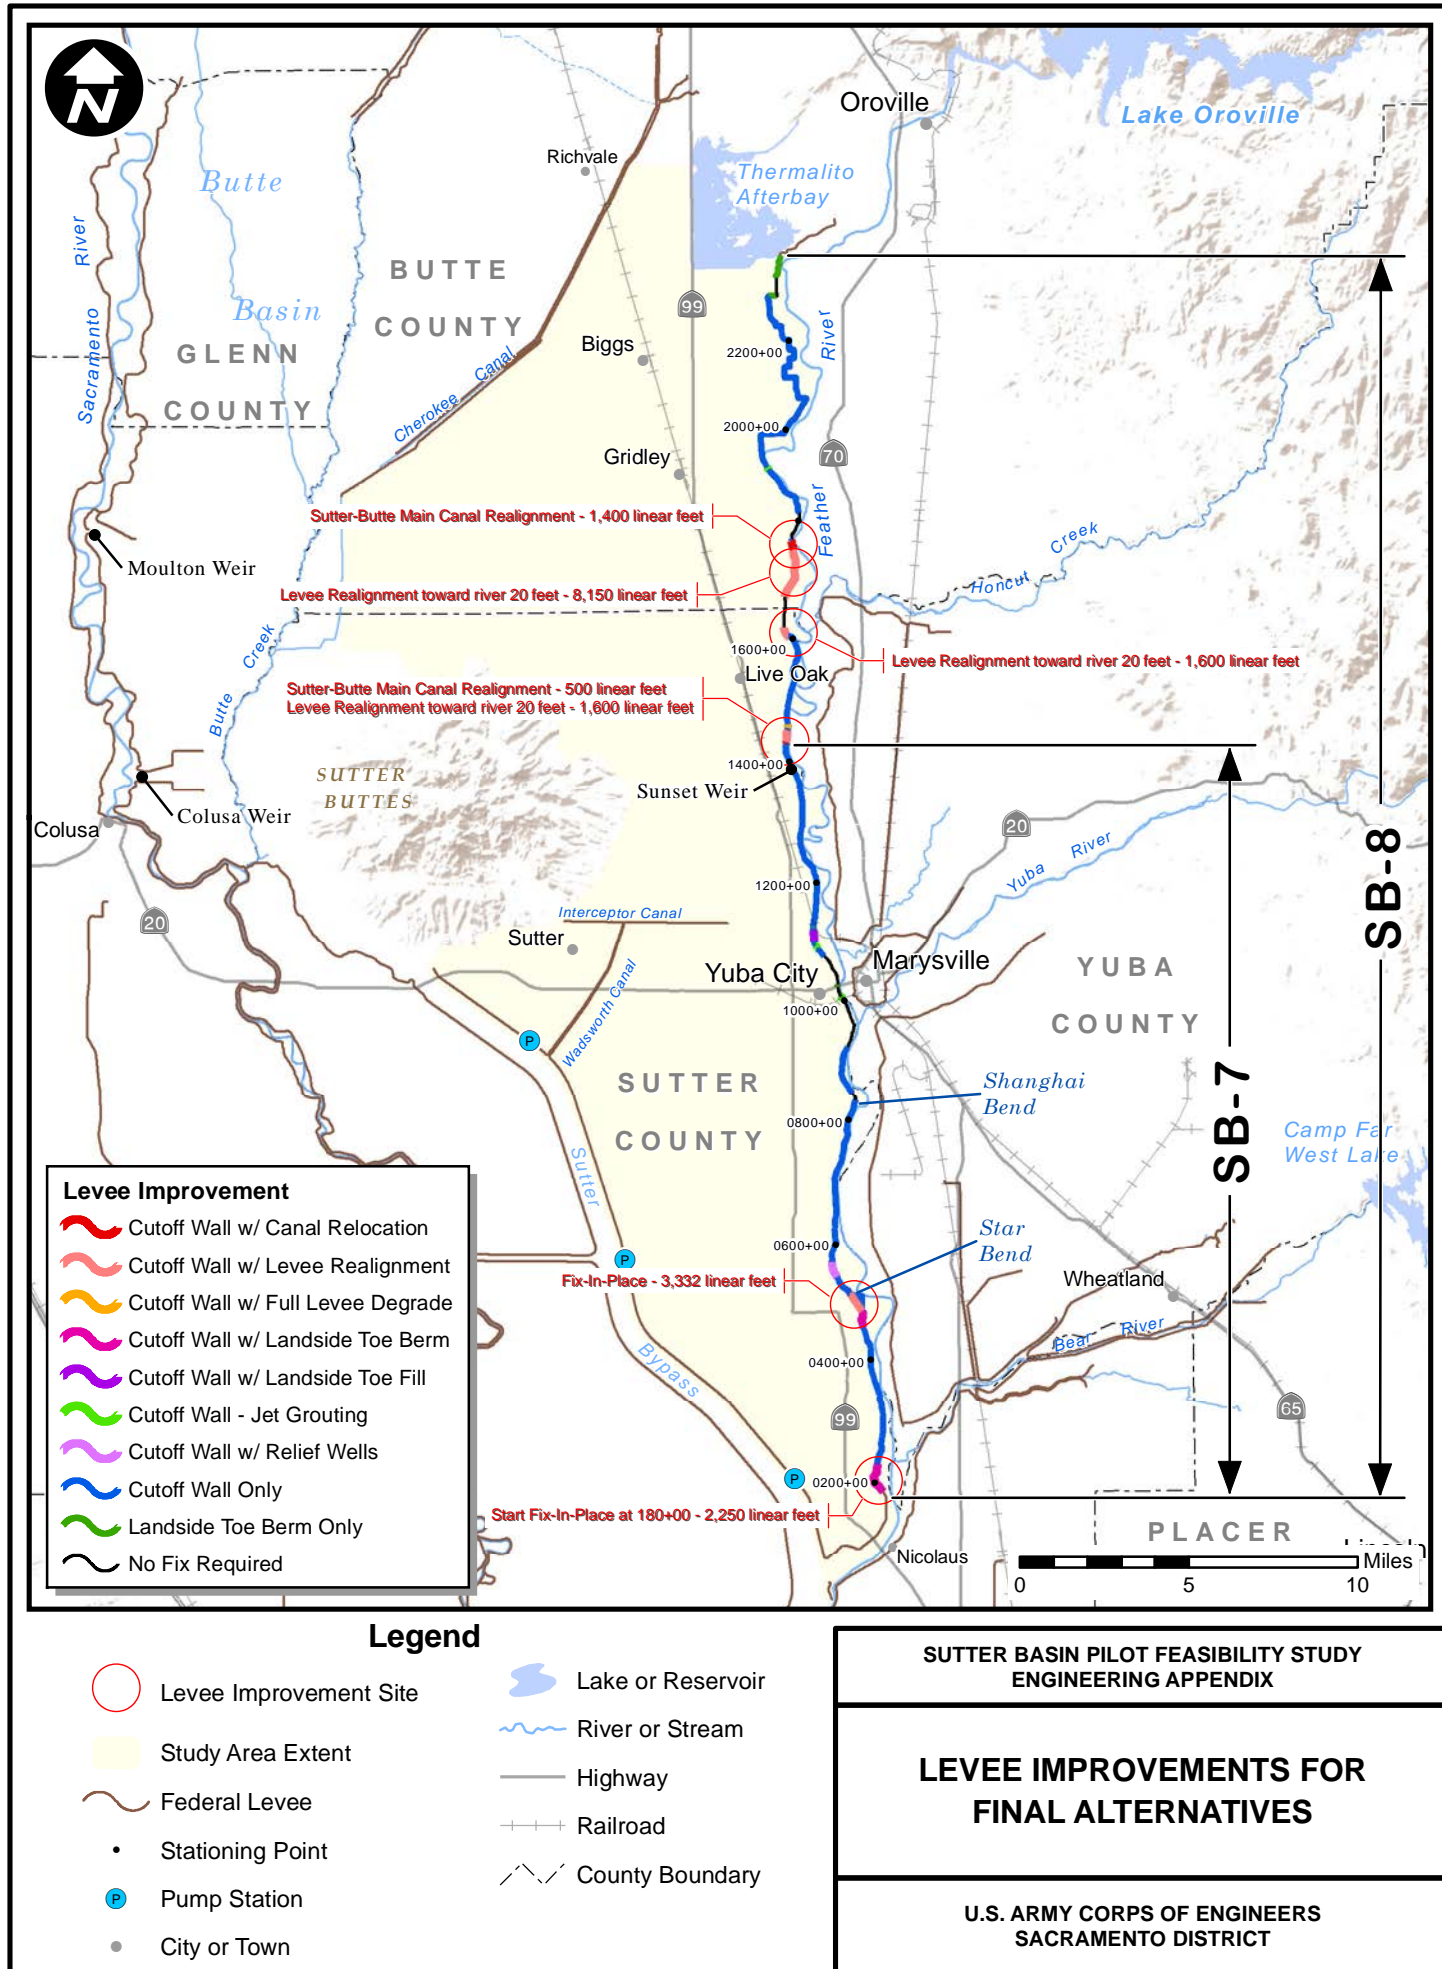 N
Oroville
Lake Oroville
Richvale
Thermalito
Afterbay
Butte
Basin
River
Sacramento
BUTTE
COUNTY
GLENN
COUNTY
99
Biggs
River
2200+00
Cherokee Canal
2000+00
70
Gridley
Feather
Sutter-Butte Main Canal Realignment - 1,400 linear feet
Creek
Honcut
Moulton Weir
Levee Realignment toward river 20 feet - 8,150 linear feet
1600+00
Levee Realignment toward river 20 feet - 1,600 linear feet
Live Oak
Butte Creek
Sutter-Butte Main Canal Realignment - 500 linear feet
Levee Realignment toward river 20 feet - 1,600 linear feet
1400+00
Sunset Weir
SUTTER
BUTTES
Colusa Weir
Colusa
20
Yuba River
SB-8
1200+00
20
Interceptor Canal
Sutter
Yuba City
Marysville
YUBA
COUNTY
1000+00
Wadsworth Canal
P
SUTTER
COUNTY
Shanghai
Bend
0800+00
SB-7
Camp Far
West Lake
Sutter
Bypass
Star
Bend
0600+00
P
Fix-In-Place - 3,332 linear feet
Wheatland
Bear River
0400+00
99
65
P
0200+00
Start Fix-In-Place at 180+00 - 2,250 linear feet
PLACER
Lincoln
Nicolaus
Miles
0 5 10
Levee Improvement
Cutoff Wall w/ Canal Relocation
Cutoff Wall w/ Levee Realignment
Cutoff Wall w/ Full Levee Degrade
Cutoff Wall w/ Landside Toe Berm
Cutoff Wall w/ Landside Toe Fill
Cutoff Wall - Jet Grouting
Cutoff Wall w/ Relief Wells
Cutoff Wall Only
Landside Toe Berm Only
No Fix Required
Legend
Levee Improvement Site
Study Area Extent
Federal Levee
Stationing Point
P Pump Station
City or Town
Lake or Reservoir
River or Stream
Highway
Railroad
County Boundary
SUTTER BASIN PILOT FEASIBILITY STUDY
ENGINEERING APPENDIX
LEVEE IMPROVEMENTS FOR
FINAL ALTERNATIVES
U.S. ARMY CORPS OF ENGINEERS
SACRAMENTO DISTRICT